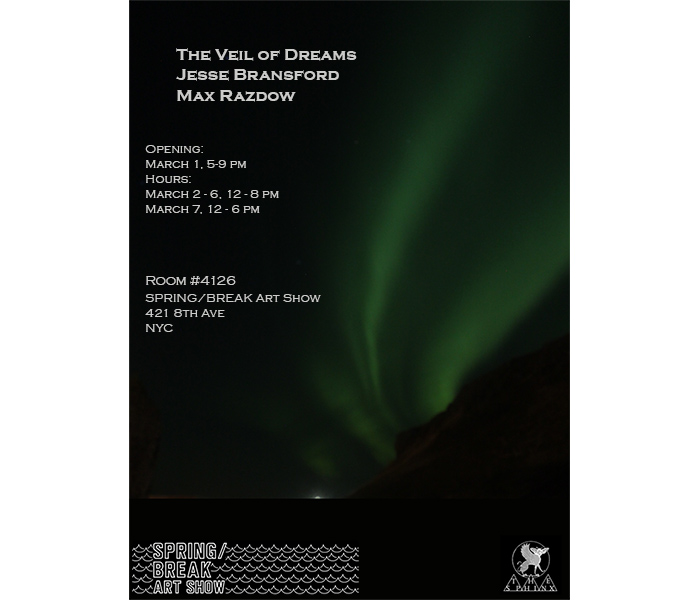 The Veil of Dreams
Jesse Bransford
Max Razdow
Opening:
March 1, 5-9 pm
Hours:
March 2 - 6, 12 - 8 pm
March 7, 12 - 6 pm
Room #4126
SPRING/BREAK Art Show
421 8th Ave
NYC
SPRING/
BREAK
ART SHOW
THE
SPHINX